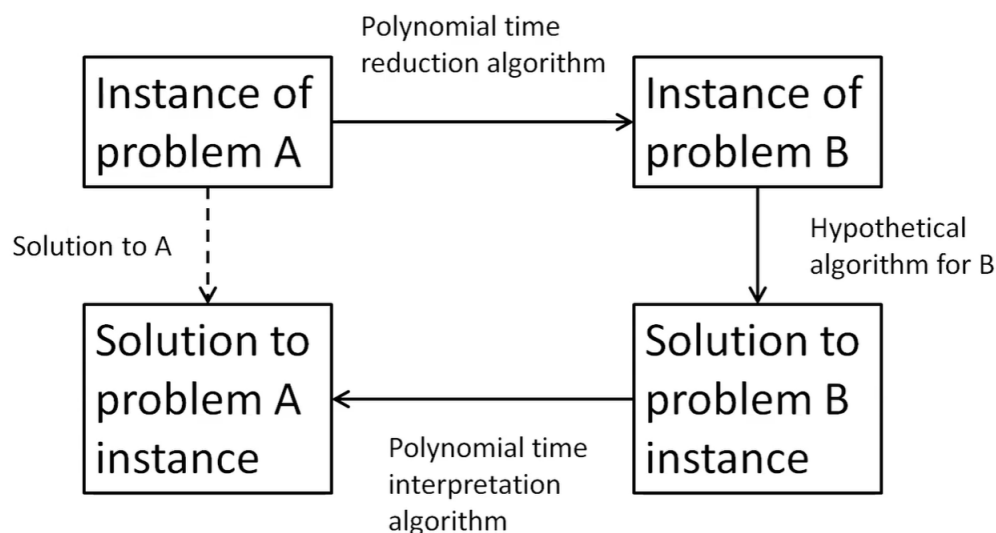 Polynomial time
reduction algorithm
Instance of
problem A
Instance of
problem B
Solution to A
Hypothetical
algorithm for B
Solution to
problem A
instance
Solution to
problem B
instance
Polynomial time
interpretation
algorithm